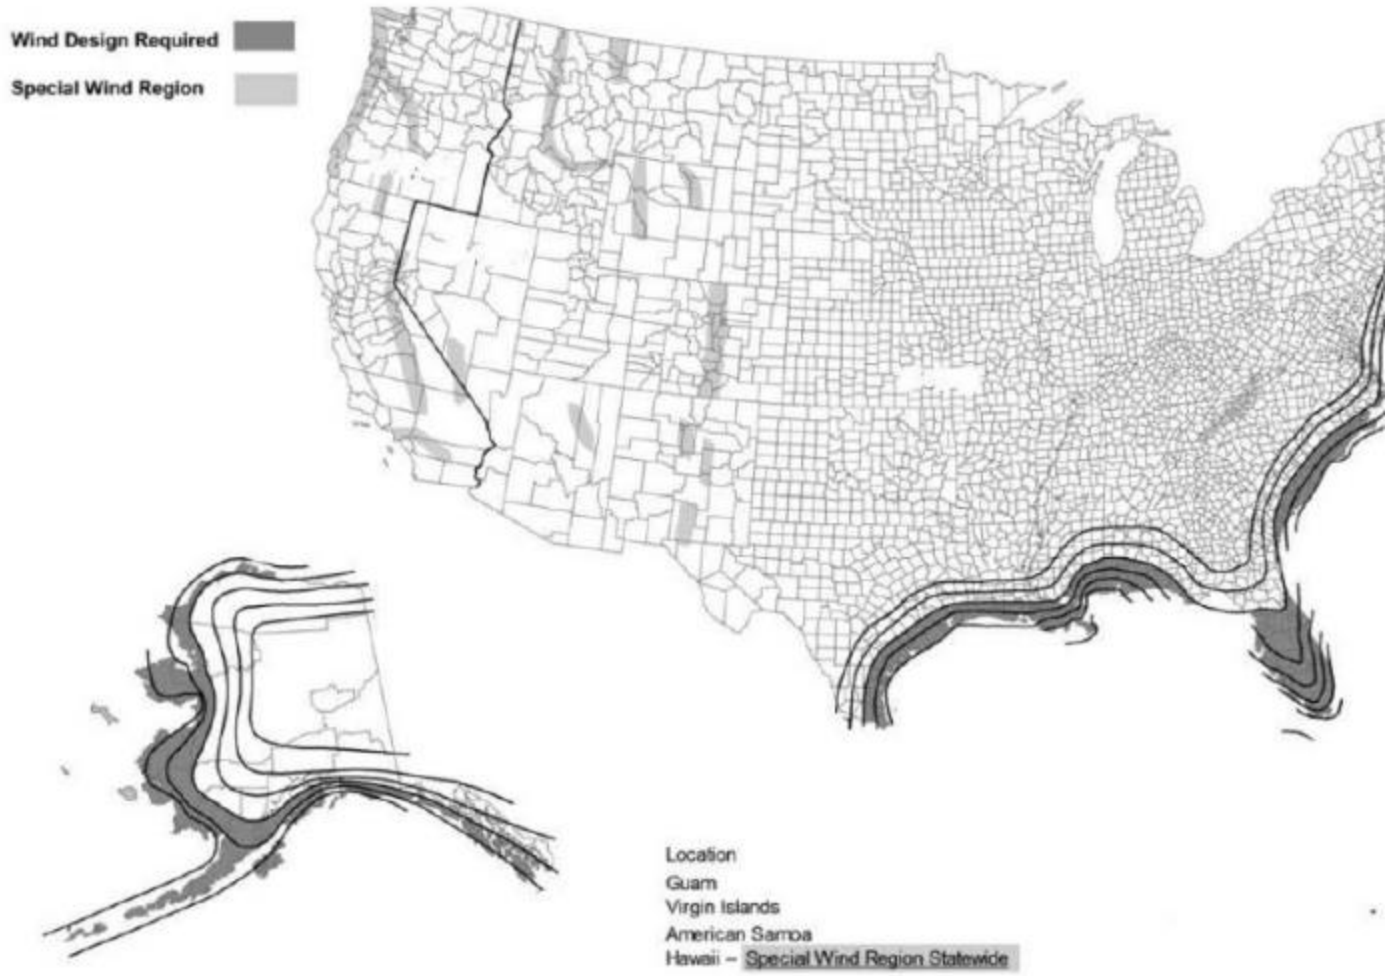 Wind Design Required
Special Wind Region
Location
Guam
Virgin Islands
American Samoa
Hawaii – Special Wind Region Statewide